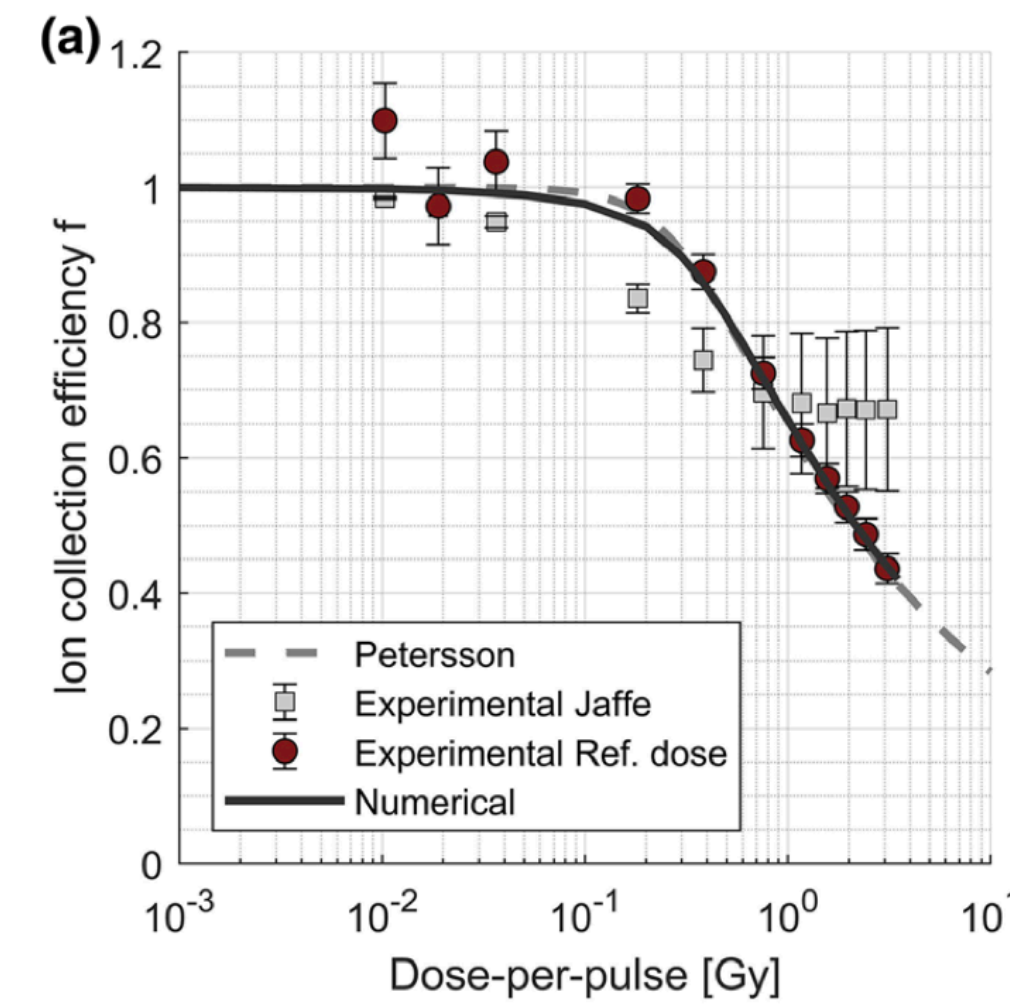 (a)
1.2
1
0.8
0.6
0.4
0.2
0
Ion collection efficiency f
Petersson
Experimental Jaffe
Experimental Ref. dose
Numerical
10⁻³ 10⁻² 10⁻¹ 10⁰ 10¹
Dose-per-pulse [Gy]